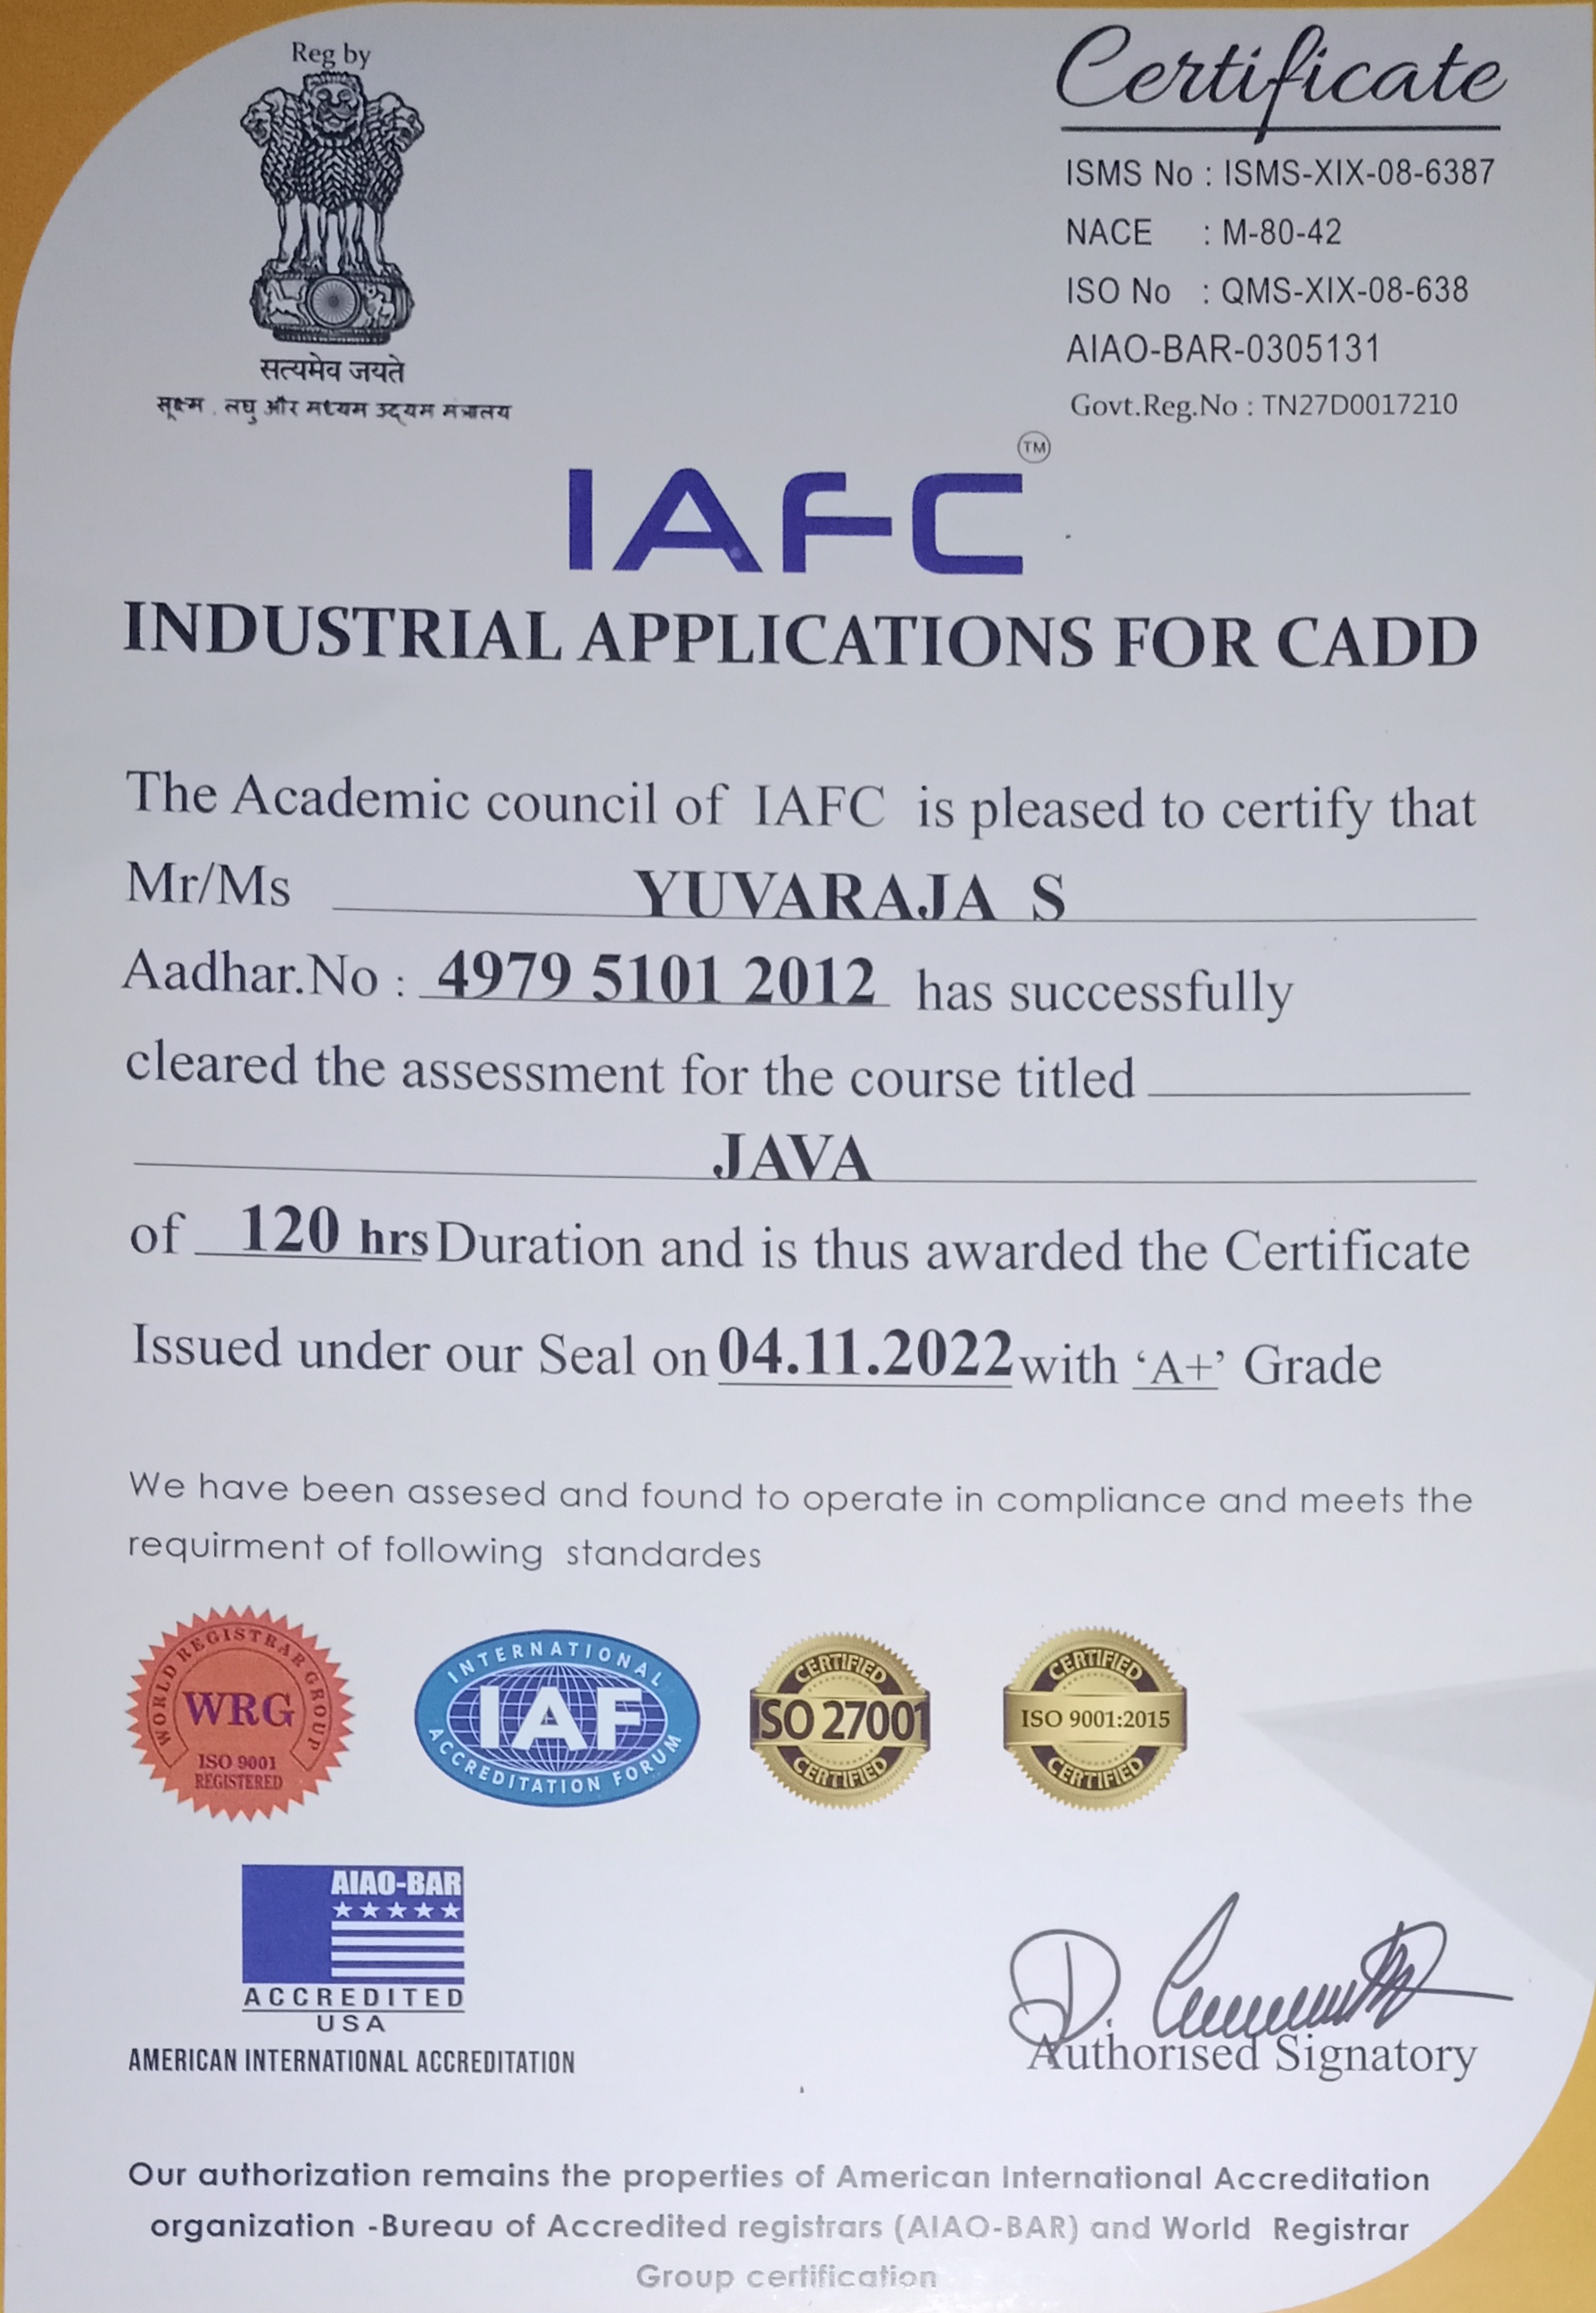 Reg by
सत्यमेव जयते
सूक्ष्म . लघु और मध्यम उद्यम मंत्रालय
Certificate
ISMS No : ISMS-XIX-08-6387
NACE : M-80-42
ISO No : QMS-XIX-08-638
AIAO-BAR-0305131
Govt.Reg.No : TN27D0017210
IAFC TM
INDUSTRIAL APPLICATIONS FOR CADD
The Academic council of IAFC is pleased to certify that
Mr/Ms YUVARAJA S
Aadhar.No : 4979 5101 2012 has successfully
cleared the assessment for the course titled
JAVA
of 120 hrs Duration and is thus awarded the Certificate
Issued under our Seal on 04.11.2022 with ‘A+’ Grade
We have been assesed and found to operate in compliance and meets the
requirment of following standardes
WORLD REGISTRAR GROUP
WRG
ISO 9001
REGISTERED
INTERNATIONAL
IAF
ACCREDITATION FORUM
CERTIFIED
ISO 27001
CERTIFIED
CERTIFIED
ISO 9001:2015
CERTIFIED
AIAO-BAR
ACCREDITED
USA
AMERICAN INTERNATIONAL ACCREDITATION
Authorised Signatory
Our authorization remains the properties of American International Accreditation
organization -Bureau of Accredited registrars (AIAO-BAR) and World Registrar
Group certification